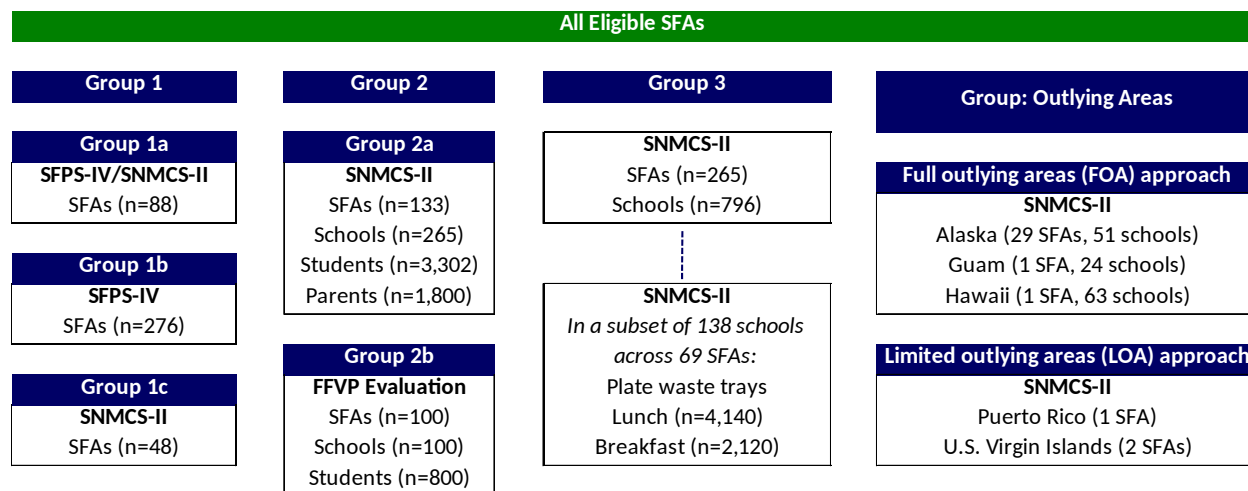 All Eligible SFAs
Group 1
Group 1a
SFPS-IV/SNMCS-II
SFAs (n=88)
Group 1b
SFPS-IV
SFAs (n=276)
Group 1c
SNMCS-II
SFAs (n=48)
Group 2
Group 2a
SNMCS-II
SFAs (n=133)
Schools (n=265)
Students (n=3,302)
Parents (n=1,800)
Group 2b
FFVP Evaluation
SFAs (n=100)
Schools (n=100)
Students (n=800)
Group 3
SNMCS-II
SFAs (n=265)
Schools (n=796)
SNMCS-II
In a subset of 138 schools
across 69 SFAs:
Plate waste trays
Lunch (n=4,140)
Breakfast (n=2,120)
Group: Outlying Areas
Full outlying areas (FOA) approach
SNMCS-II
Alaska (29 SFAs, 51 schools)
Guam (1 SFA, 24 schools)
Hawaii (1 SFA, 63 schools)
Limited outlying areas (LOA) approach
SNMCS-II
Puerto Rico (1 SFA)
U.S. Virgin Islands (2 SFAs)